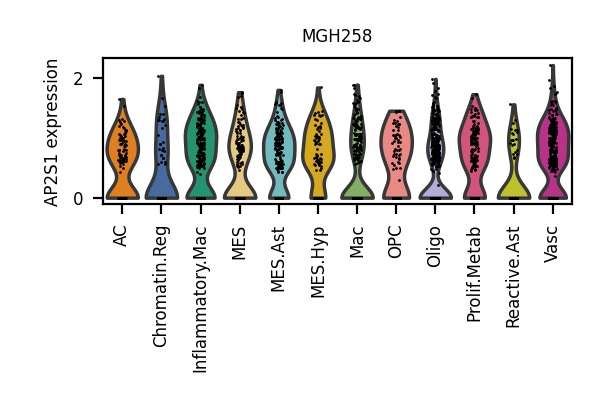 MGH258
AP2S1 expression
2
0
AC
Chromatin.Reg
Inflammatory.Mac
MES
MES.Ast
MES.Hyp
Mac
OPC
Oligo
Prolif.Metab
Reactive.Ast
Vasc